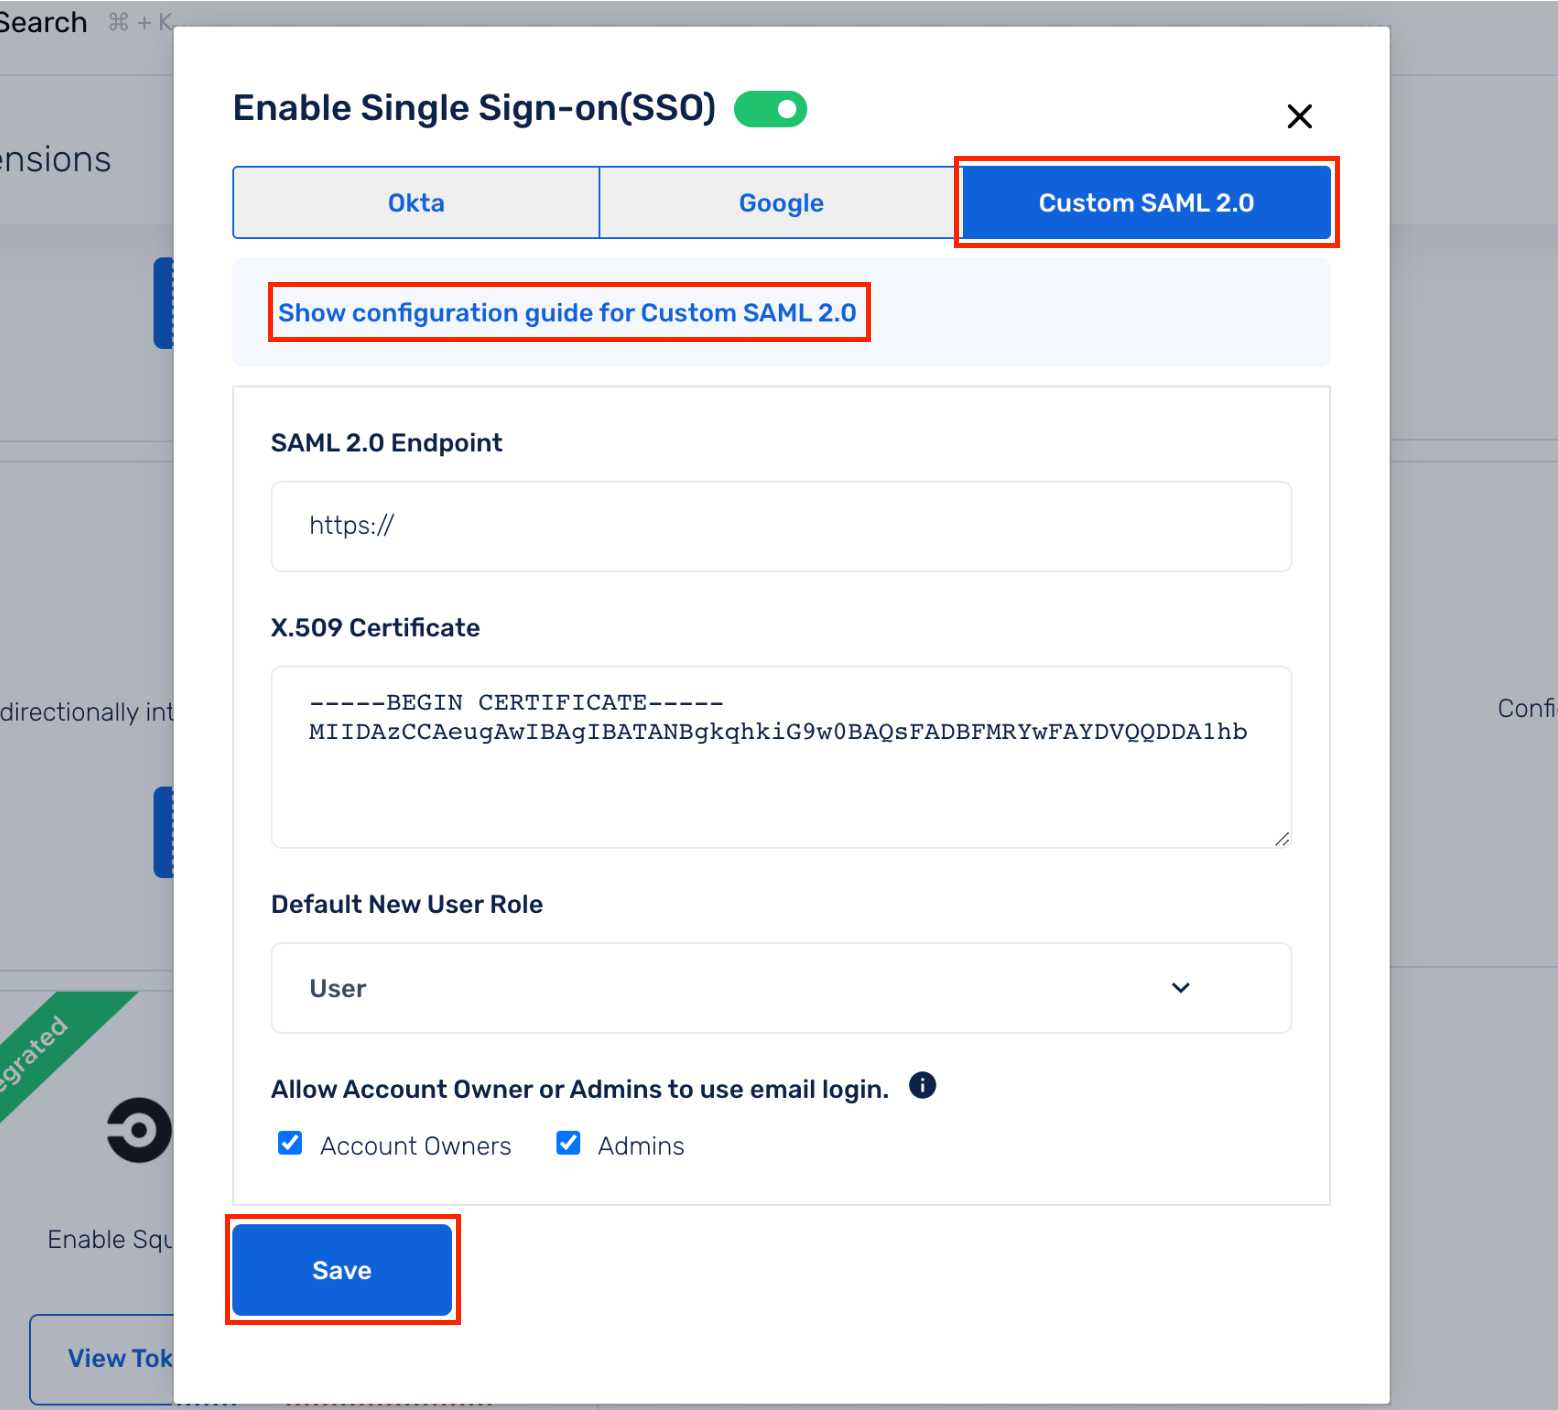 Search ⌘ + K
Enable Single Sign-on(SSO)
ensions
Okta
Google
Custom SAML 2.0
Show configuration guide for Custom SAML 2.0
SAML 2.0 Endpoint
https://
X.509 Certificate
-----BEGIN CERTIFICATE-----
MIIDAzCCAeugAwIBAgIBATANBgkqhkiG9w0BAQsFADBFMRYwFAYDVQQDDA1hb
directionally int
Confi
Default New User Role
User
egrated
Allow Account Owner or Admins to use email login.
Account Owners
Admins
Enable Squ
Save
View Tok